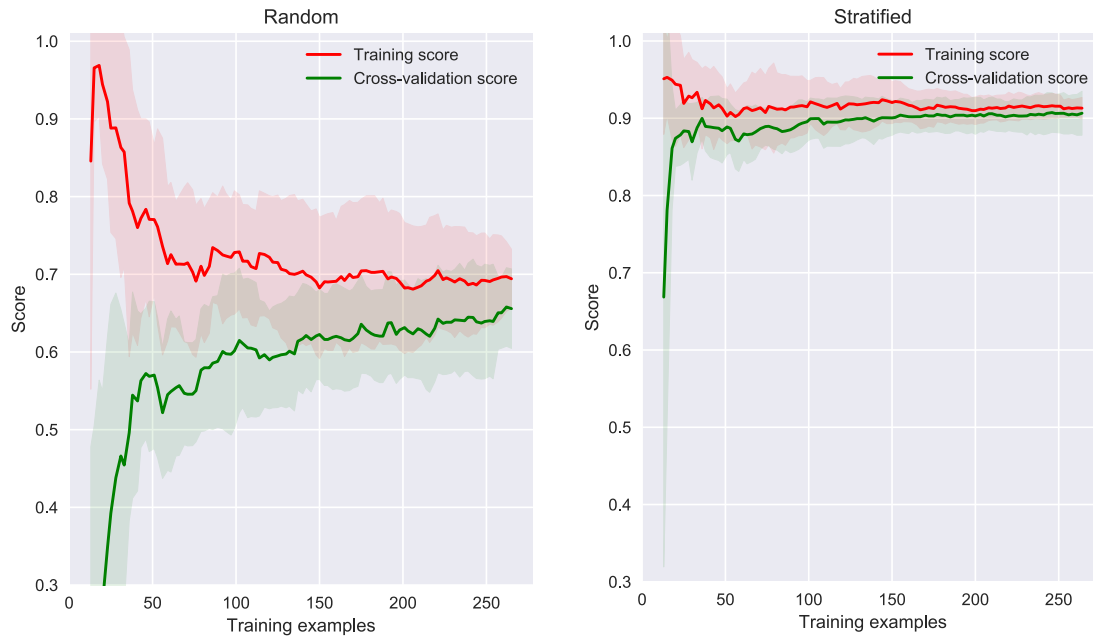 Random
1.0
0.9
0.8
0.7
0.6
0.5
0.4
0.3
Score
0 50 100 150 200 250
Training examples
Training score
Cross-validation score
Stratified
1.0
0.9
0.8
0.7
0.6
0.5
0.4
0.3
Score
0 50 100 150 200 250
Training examples
Training score
Cross-validation score